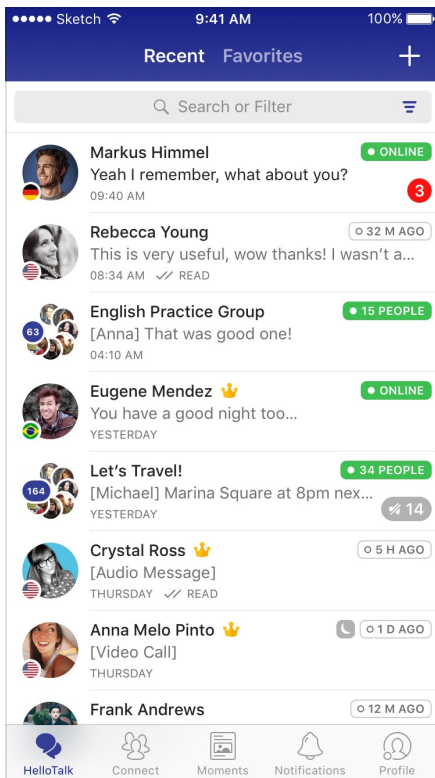 Sketch 9:41 AM 100%
Recent Favorites +
Search or Filter
Markus Himmel ONLINE
Yeah I remember, what about you?
09:40 AM 3
Rebecca Young 32 M AGO
This is very useful, wow thanks! I wasn't a...
08:34 AM READ
English Practice Group 15 PEOPLE
63 [Anna] That was good one!
04:10 AM
Eugene Mendez ONLINE
You have a good night too...
YESTERDAY
Let's Travel! 34 PEOPLE
164 [Michael] Marina Square at 8pm nex...
YESTERDAY 14
Crystal Ross 5 H AGO
[Audio Message]
THURSDAY READ
Anna Melo Pinto 1 D AGO
[Video Call]
THURSDAY
Frank Andrews 12 M AGO
HelloTalk Connect Moments Notifications Profile